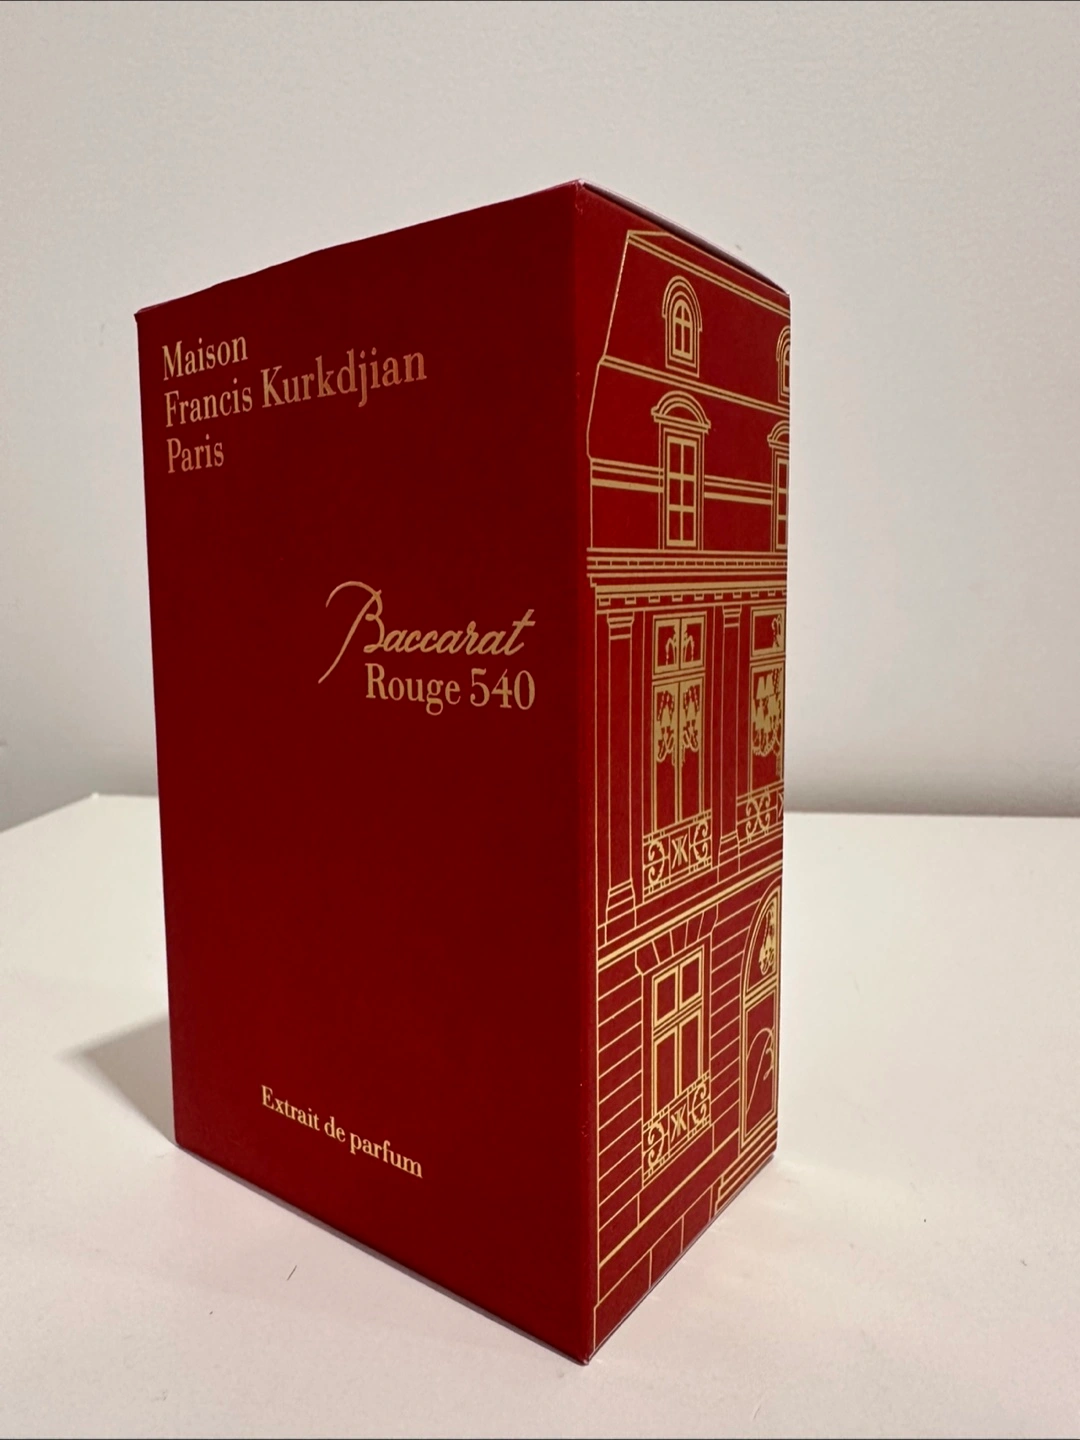 Maison
Francis Kurkdjian
Paris
Baccarat
Rouge 540
Extrait de parfum